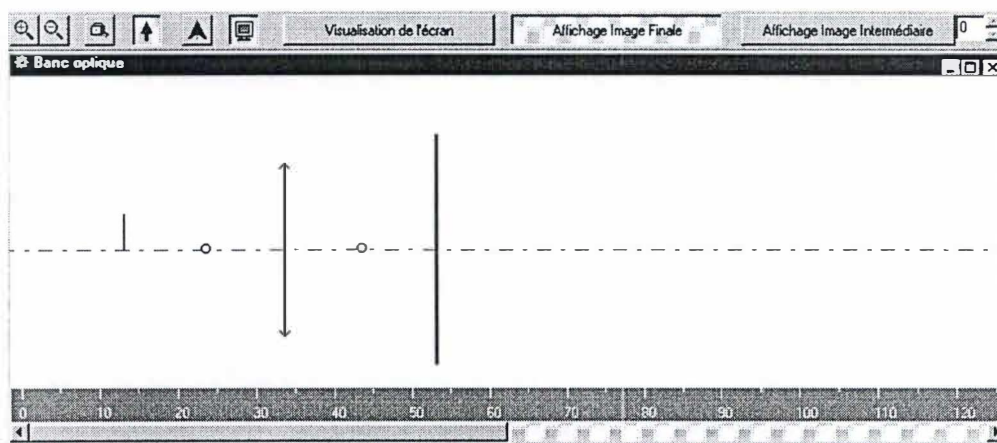 Visualisation de l'écran Affichage Image Finale Affichage Image Intermédiaire 0
Banc optique
0 10 20 30 40 50 60 70 80 90 100 110 120